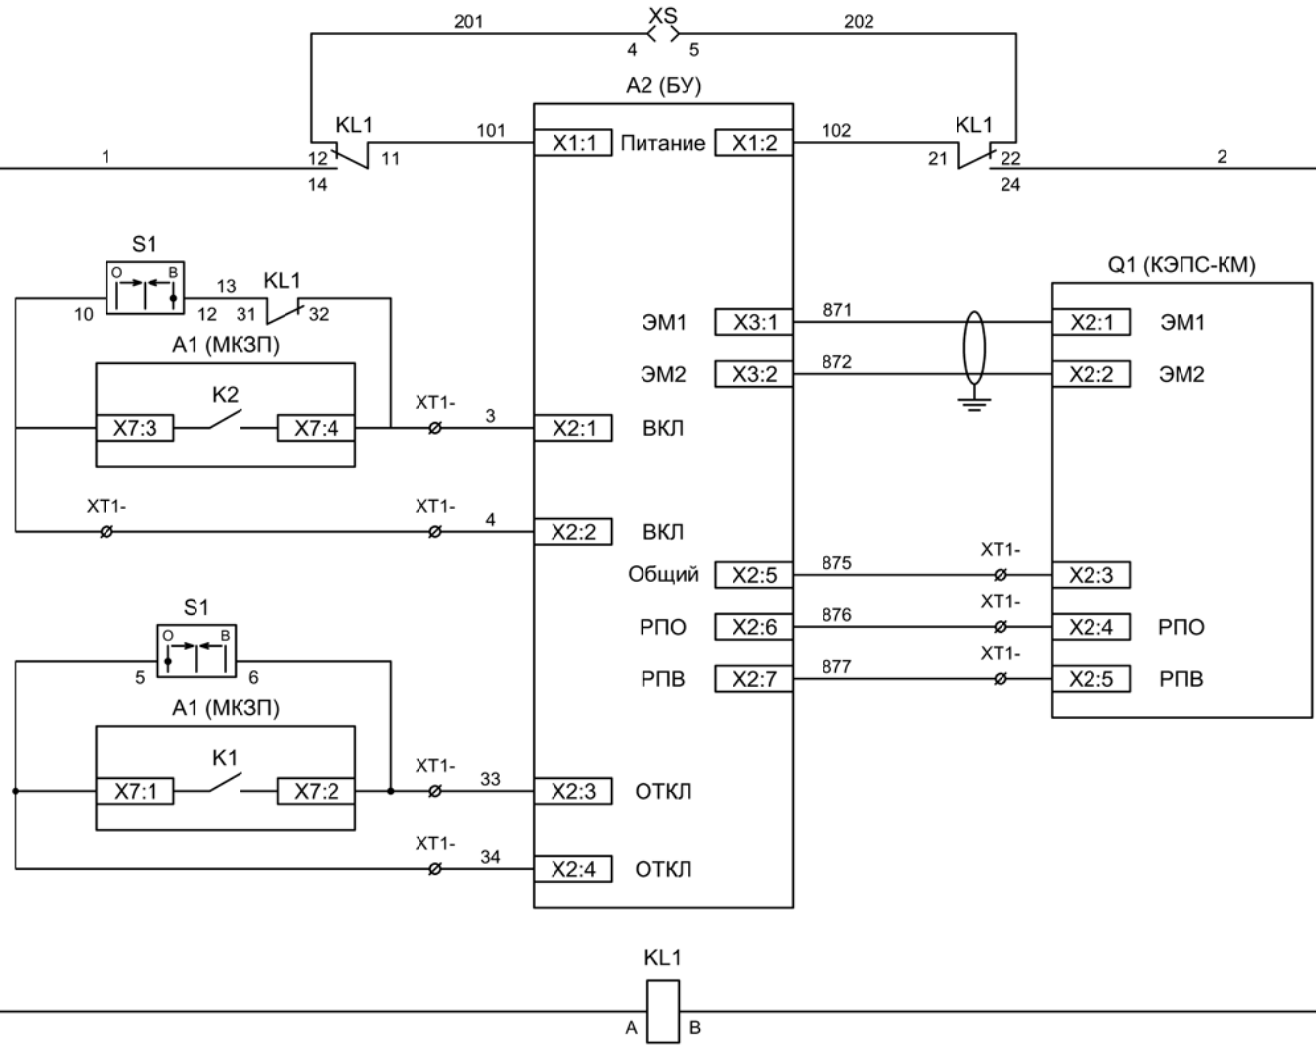 201 XS 202
4 5
A2 (БУ)
KL1 101 X1:1 Питание X1:2 102 KL1
1 12 11 21 22 2
14 24
S1
O B
10 12 13 31 KL1 32
A1 (МКЗП)
K2
X7:3 X7:4 XT1- 3 X2:1 ВКЛ
XT1- XT1- 4 X2:2 ВКЛ
Q1 (КЭПС-КМ)
ЭМ1 X3:1 871 X2:1 ЭМ1
ЭМ2 X3:2 872 X2:2 ЭМ2
Общий X2:5 875 XT1- X2:3
РПО X2:6 876 XT1- X2:4 РПО
РПВ X2:7 877 XT1- X2:5 РПВ
S1
O B
5 6
A1 (МКЗП)
K1
X7:1 X7:2 XT1- 33 X2:3 ОТКЛ
XT1- 34 X2:4 ОТКЛ
KL1
A B